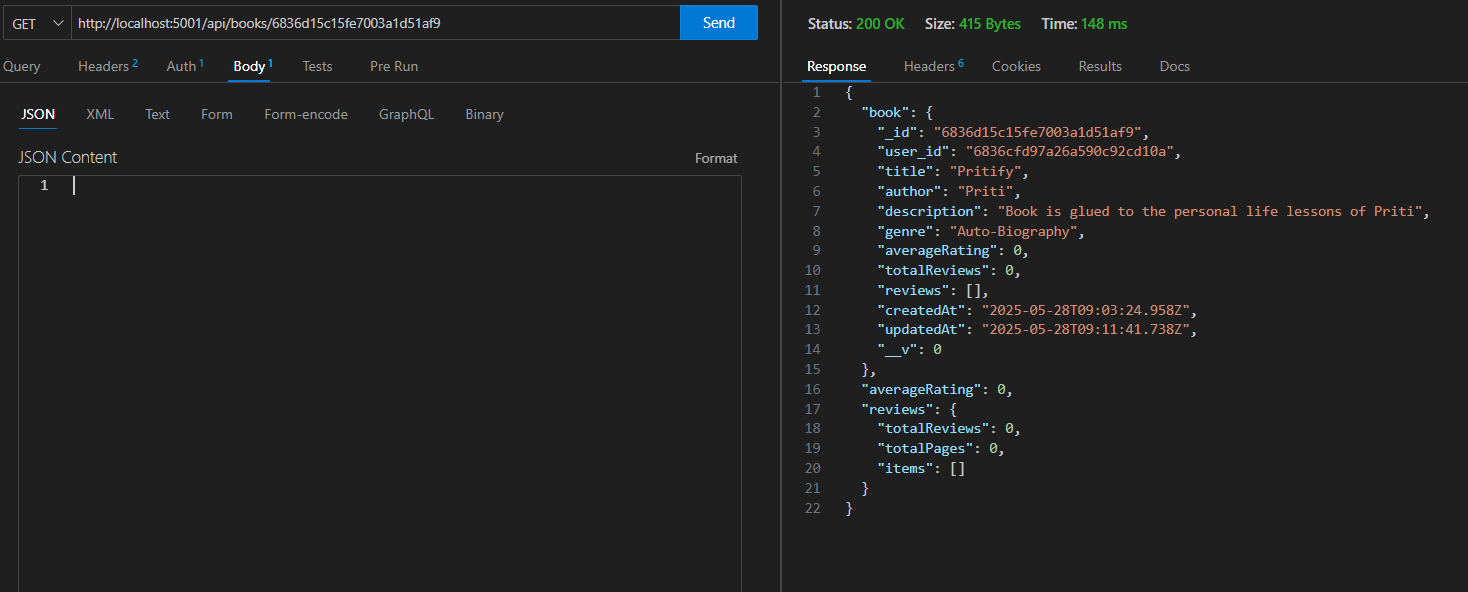 GET http://localhost:5001/api/books/6836d15c15fe7003a1d51af9 Send
Query Headers 2 Auth 1 Body 1 Tests Pre Run
JSON XML Text Form Form-encode GraphQL Binary
JSON Content Format
1
Status: 200 OK Size: 415 Bytes Time: 148 ms
Response Headers 6 Cookies Results Docs
1 {
2 "book": {
3 "_id": "6836d15c15fe7003a1d51af9",
4 "user_id": "6836cfd97a26a590c92cd10a",
5 "title": "Pritify",
6 "author": "Priti",
7 "description": "Book is glued to the personal life lessons of Priti",
8 "genre": "Auto-Biography",
9 "averageRating": 0,
10 "totalReviews": 0,
11 "reviews": [],
12 "createdAt": "2025-05-28T09:03:24.958Z",
13 "updatedAt": "2025-05-28T09:11:41.738Z",
14 "__v": 0
15 },
16 "averageRating": 0,
17 "reviews": {
18 "totalReviews": 0,
19 "totalPages": 0,
20 "items": []
21 }
22 }